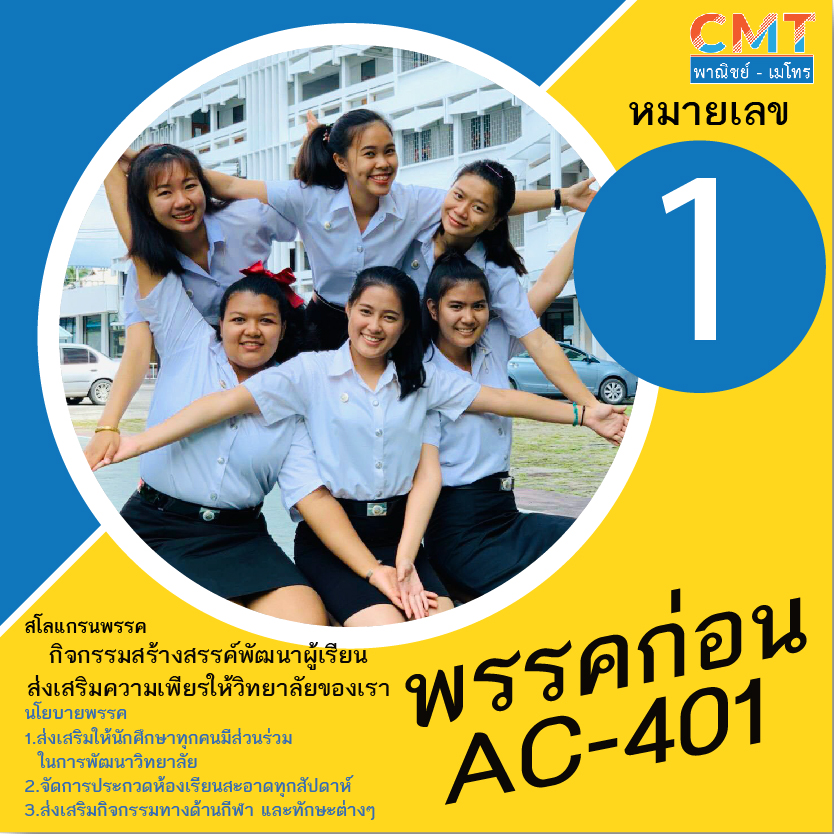 CMT
พาณิชย์ - เมโทร
หมายเลข
1
สโลแกรนพรรค
กิจกรรมสร้างสรรค์พัฒนาผู้เรียน
ส่งเสริมความเพียรให้วิทยาลัยของเรา
นโยบายพรรค
1.ส่งเสริมให้นักศึกษาทุกคนมีส่วนร่วม
ในการพัฒนาวิทยาลัย
2.จัดการประกวดห้องเรียนสะอาดทุกสัปดาห์
3.ส่งเสริมกิจกรรมทางด้านกีฬา และทักษะต่างๆ
พรรคก่อน
AC-401